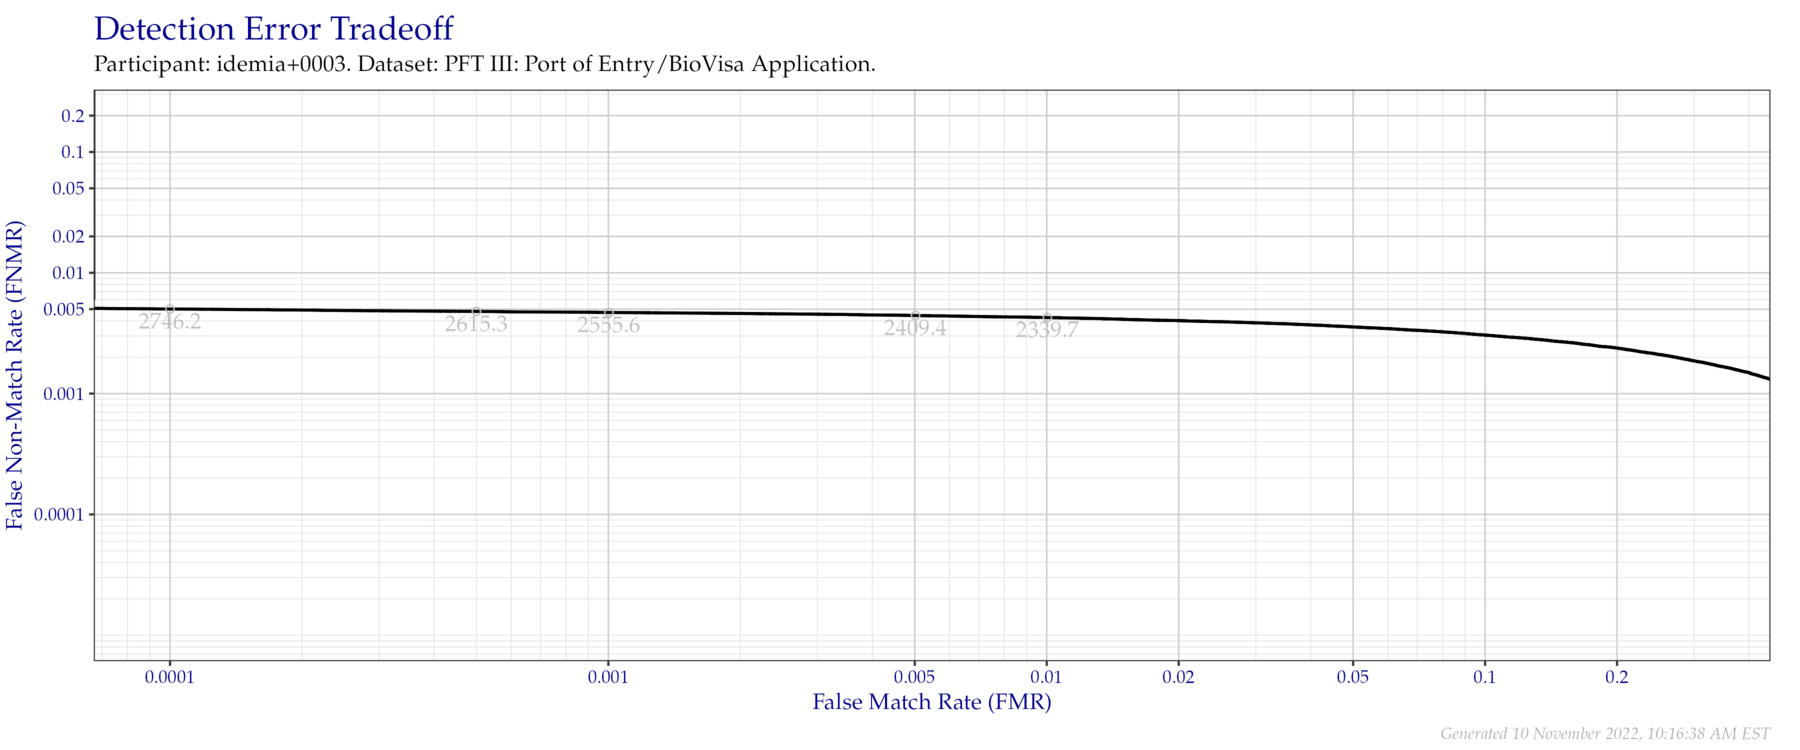 Detection Error Tradeoff
Participant: idemia+0003. Dataset: PFT III: Port of Entry/BioVisa Application.
False Non-Match Rate (FNMR)
0.2
0.1
0.05
0.02
0.01
0.005
0.001
0.0001
2746.2
2615.3
2555.6
2409.4
2339.7
0.0001 0.001 0.005 0.01 0.02 0.05 0.1 0.2
False Match Rate (FMR)
Generated 10 November 2022, 10:16:38 AM EST